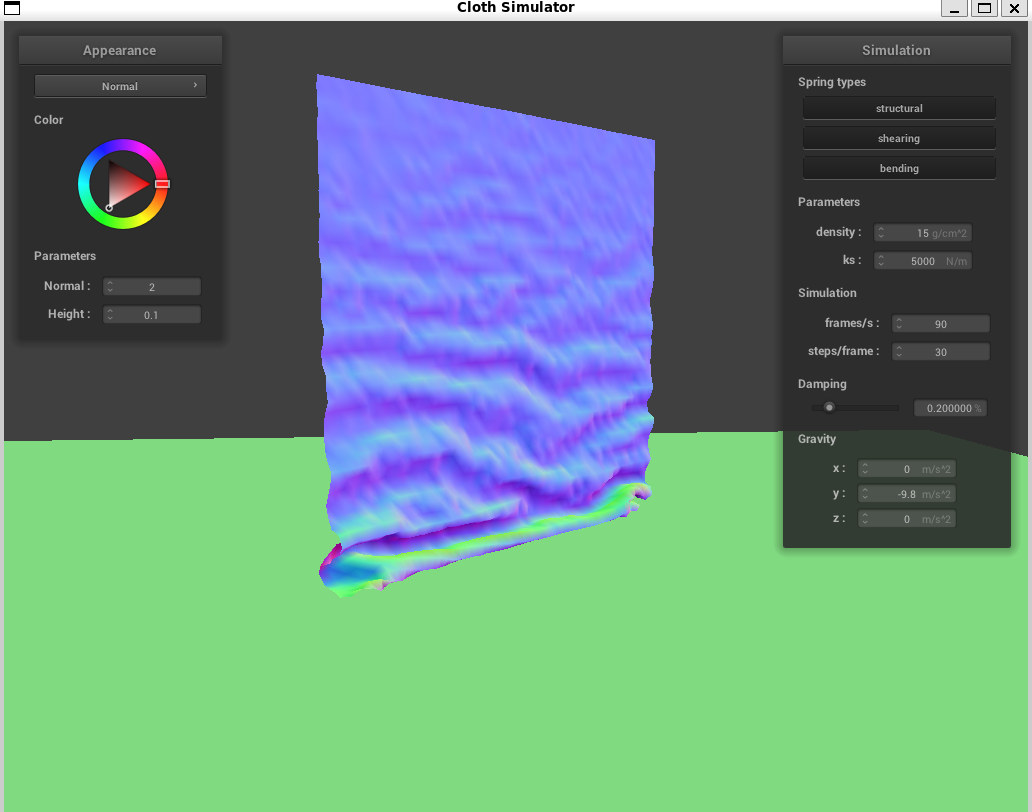 Cloth Simulator
Appearance
Normal
Color
Parameters
Normal : 2
Height : 0.1
Simulation
Spring types
structural
shearing
bending
Parameters
density : 15 g/cm^2
ks : 5000 N/m
Simulation
frames/s : 90
steps/frame : 30
Damping
0.200000 %
Gravity
x : 0 m/s^2
y : -9.8 m/s^2
z : 0 m/s^2